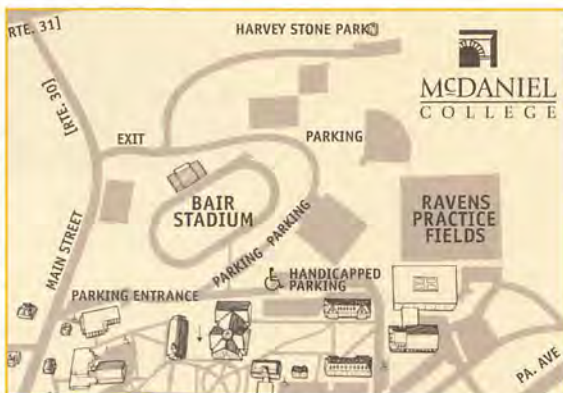 RTE. 31]
HARVEY STONE PARK
McDANIEL
COLLEGE
[RTE. 30]
EXIT
PARKING
BAIR
STADIUM
RAVENS
PRACTICE
FIELDS
MAIN STREET
PARKING PARKING
HANDICAPPED
PARKING
PARKING ENTRANCE
PA. AVE